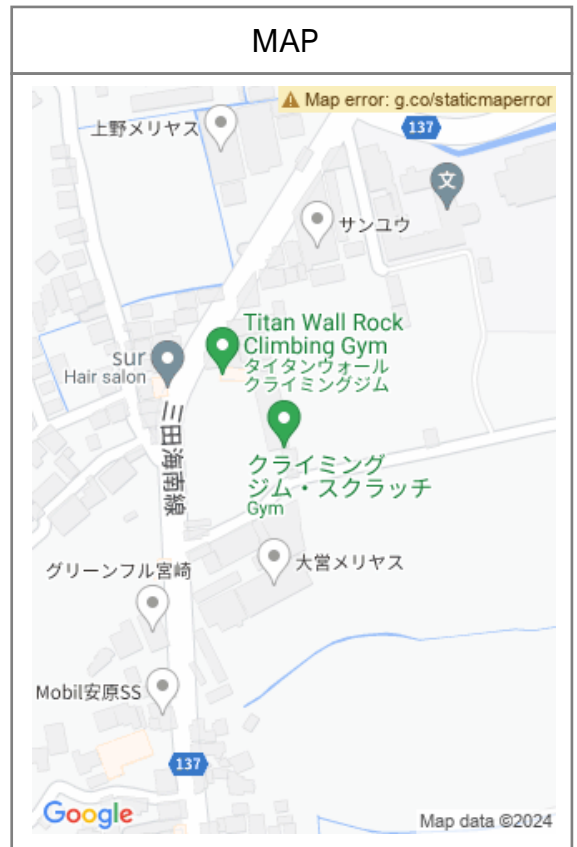 MAP
Map error: g.co/staticmaperror
137
上野メリヤス
文
サンユウ
Titan Wall Rock
Climbing Gym
タイタンウォール
クライミングジム
sur
Hair salon
三田海南線
クライミング
ジム・スクラッチ
Gym
大営メリヤス
グリーンフル宮崎
Mobil安原SS
137
Google
Map data ©2024